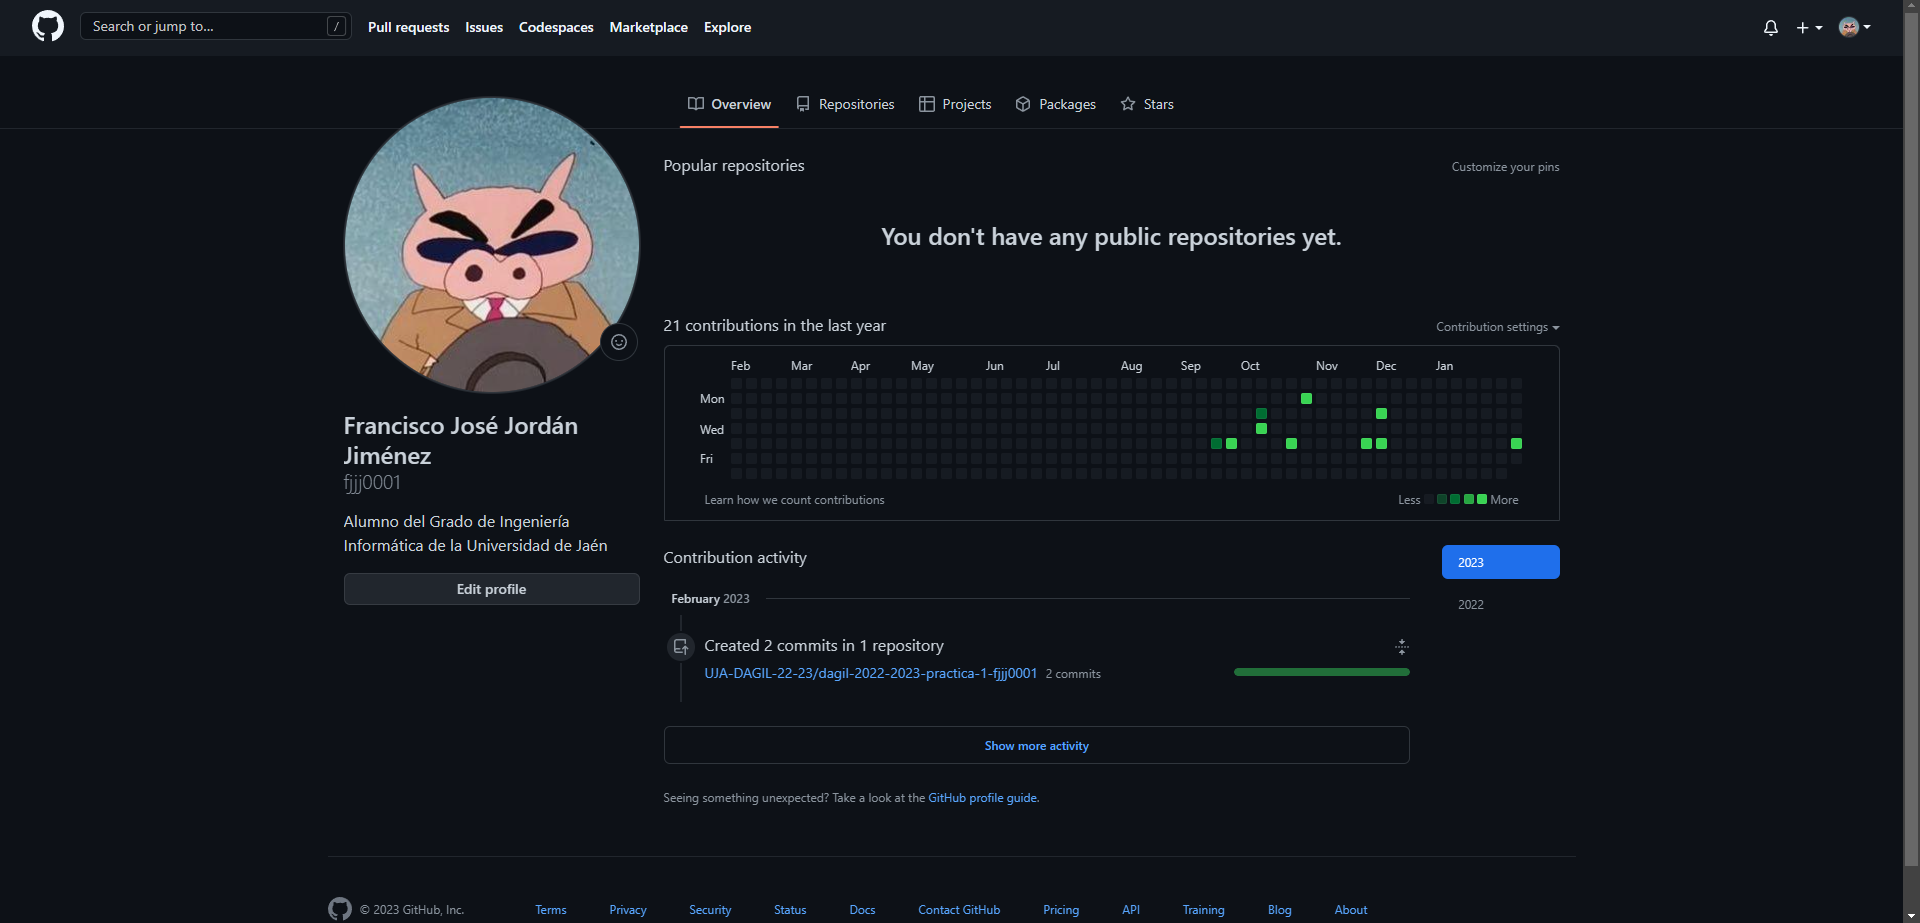 Search or jump to... /
Pull requests
Issues
Codespaces
Marketplace
Explore
Overview
Repositories
Projects
Packages
Stars
Francisco José Jordán
Jiménez
fjjj0001
Alumno del Grado de Ingeniería
Informática de la Universidad de Jaén
Edit profile
Popular repositories
Customize your pins
You don't have any public repositories yet.
21 contributions in the last year
Contribution settings
Feb Mar Apr May Jun Jul Aug Sep Oct Nov Dec Jan
Mon
Wed
Fri
Learn how we count contributions
Less More
Contribution activity
2023
2022
February 2023
Created 2 commits in 1 repository
UJA-DAGIL-22-23/dagil-2022-2023-practica-1-fjjj0001 2 commits
Show more activity
Seeing something unexpected? Take a look at the GitHub profile guide.
© 2023 GitHub, Inc.
Terms
Privacy
Security
Status
Docs
Contact GitHub
Pricing
API
Training
Blog
About